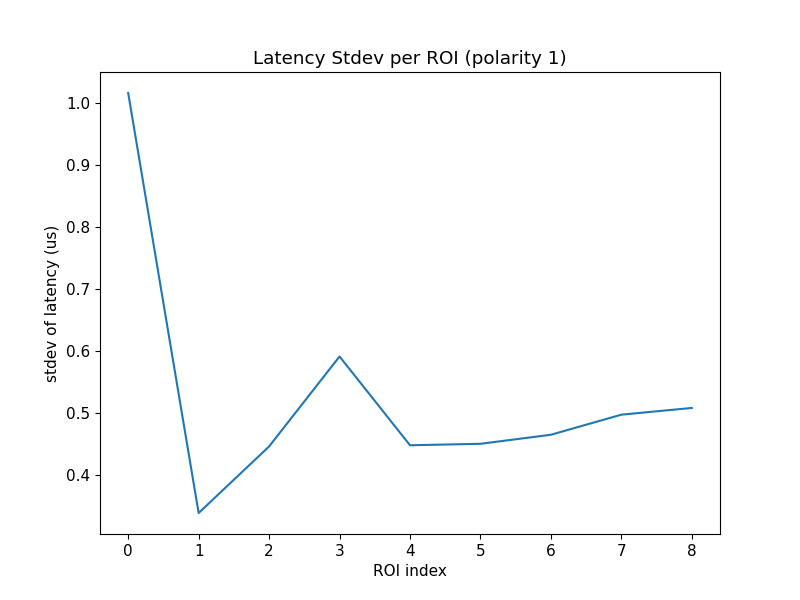 Latency Stdev per ROI (polarity 1)
stdev of latency (us)
1.0
0.9
0.8
0.7
0.6
0.5
0.4
0 1 2 3 4 5 6 7 8
ROI index